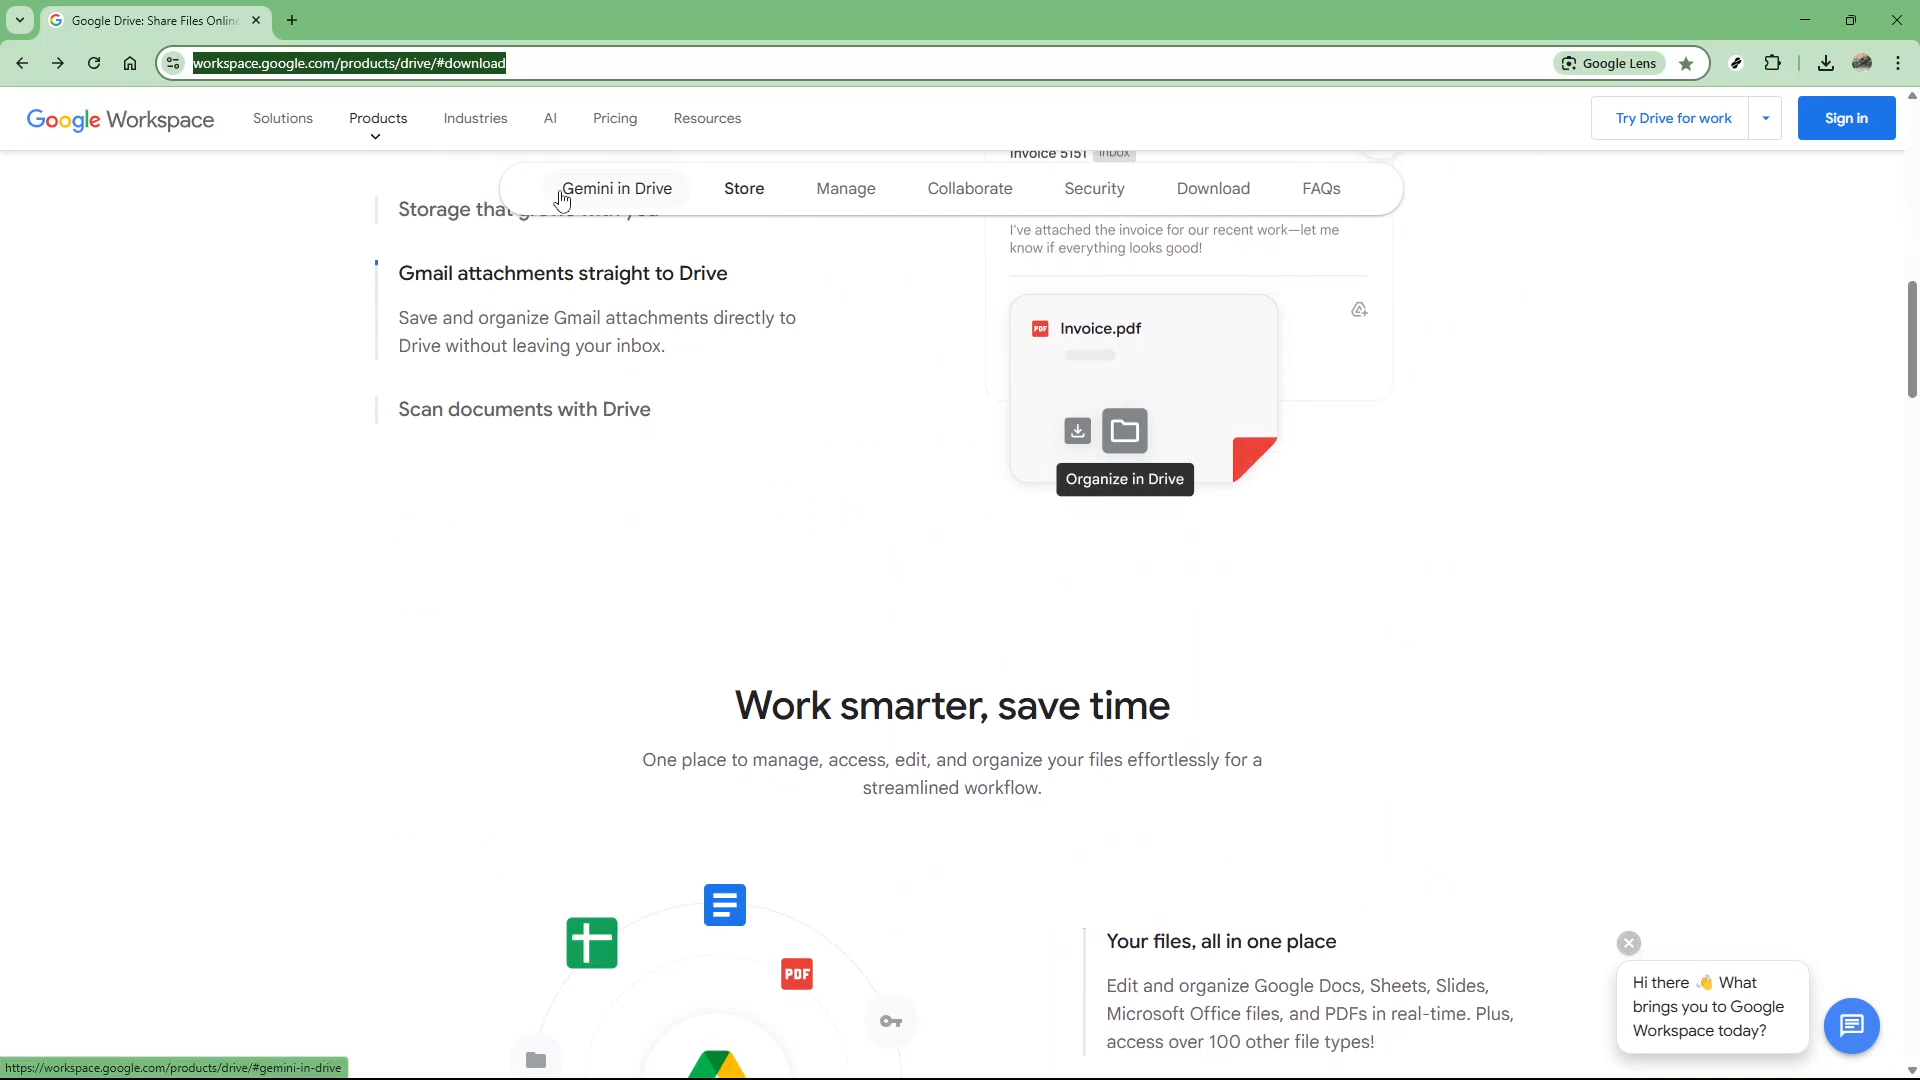 Google Drive: Share Files Online
workspace.google.com/products/drive/#download
Google Lens
Google Workspace
Solutions
Products
Industries
AI
Pricing
Resources
Try Drive for work
Sign in
Invoice 5151
Inbox
Gemini in Drive
Store
Manage
Collaborate
Security
Download
FAQs
Storage that grows with you
Gmail attachments straight to Drive
Save and organize Gmail attachments directly to
Drive without leaving your inbox.
Scan documents with Drive
I've attached the invoice for our recent work—let me
know if everything looks good!
PDF
Invoice.pdf
Organize in Drive
Work smarter, save time
One place to manage, access, edit, and organize your files effortlessly for a
streamlined workflow.
PDF
Your files, all in one place
Edit and organize Google Docs, Sheets, Slides,
Microsoft Office files, and PDFs in real-time. Plus,
access over 100 other file types!
Hi there 👋 What
brings you to Google
Workspace today?
https://workspace.google.com/products/drive/#gemini-in-drive